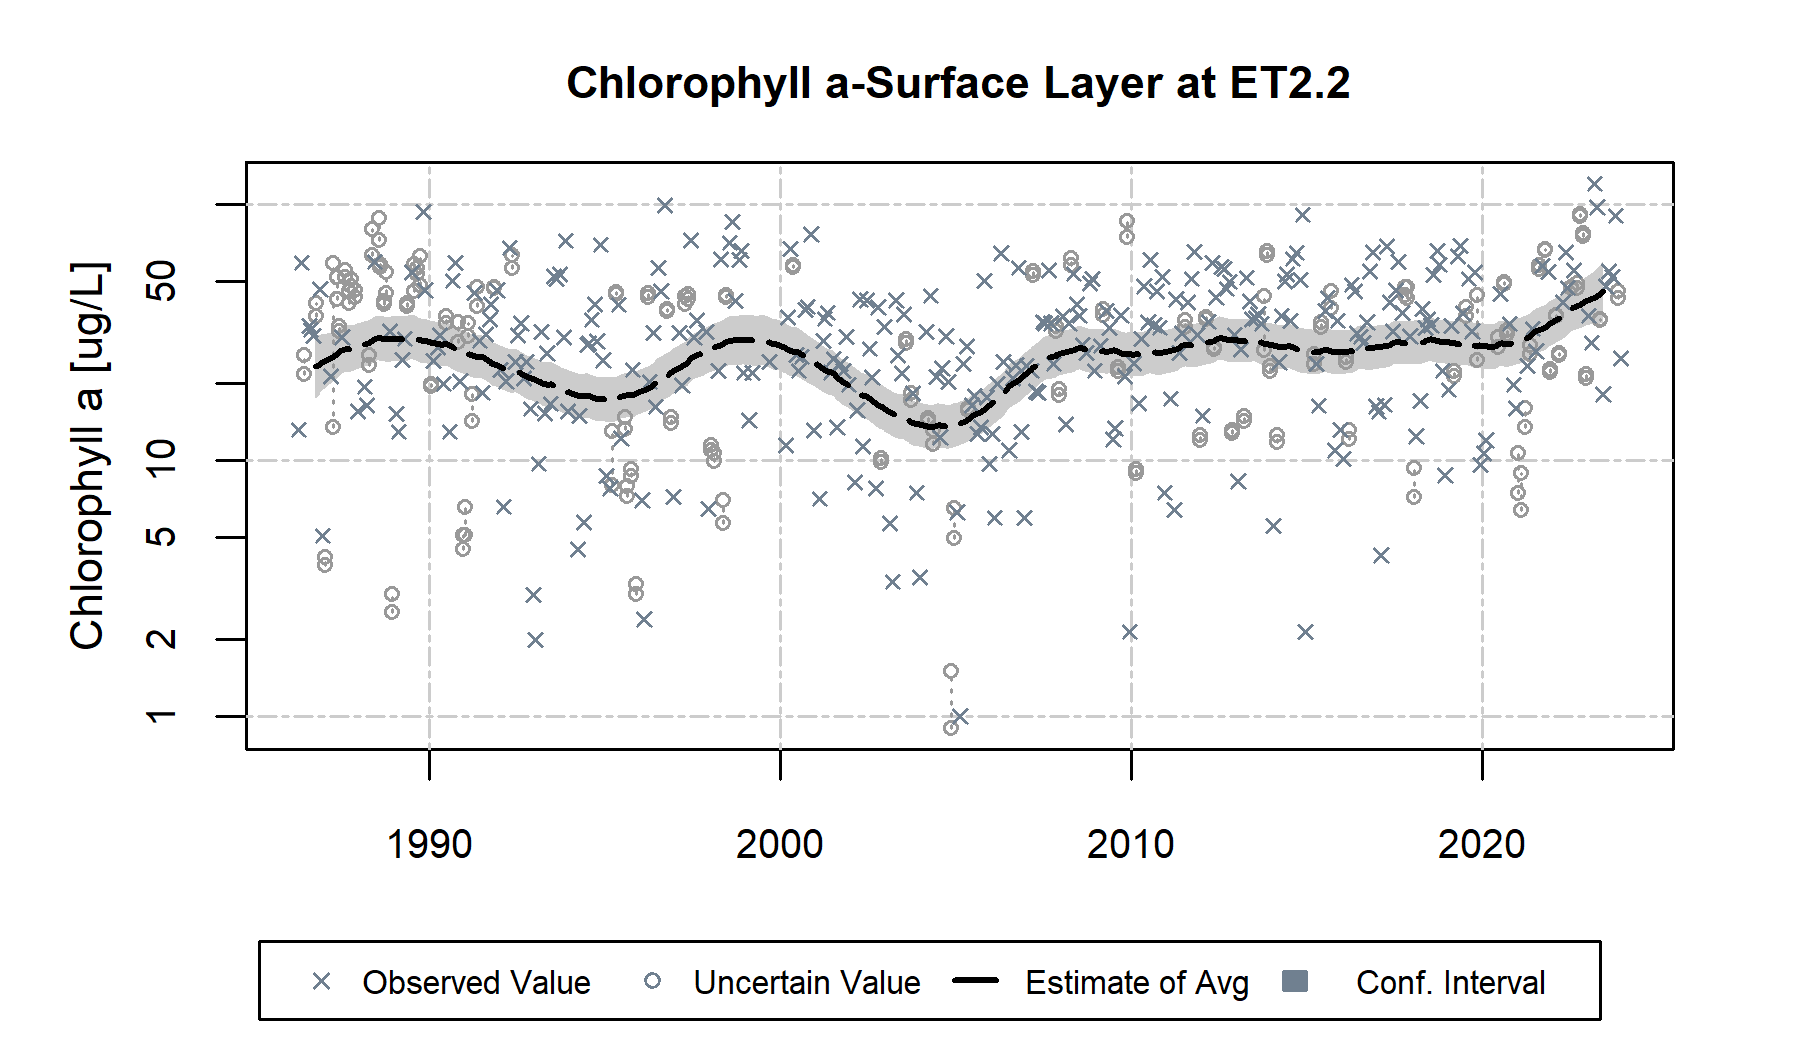 Chlorophyll a-Surface Layer at ET2.2
Chlorophyll a [ug/L]
50
10
5
2
1
1990 2000 2010 2020
Observed Value Uncertain Value Estimate of Avg Conf. Interval